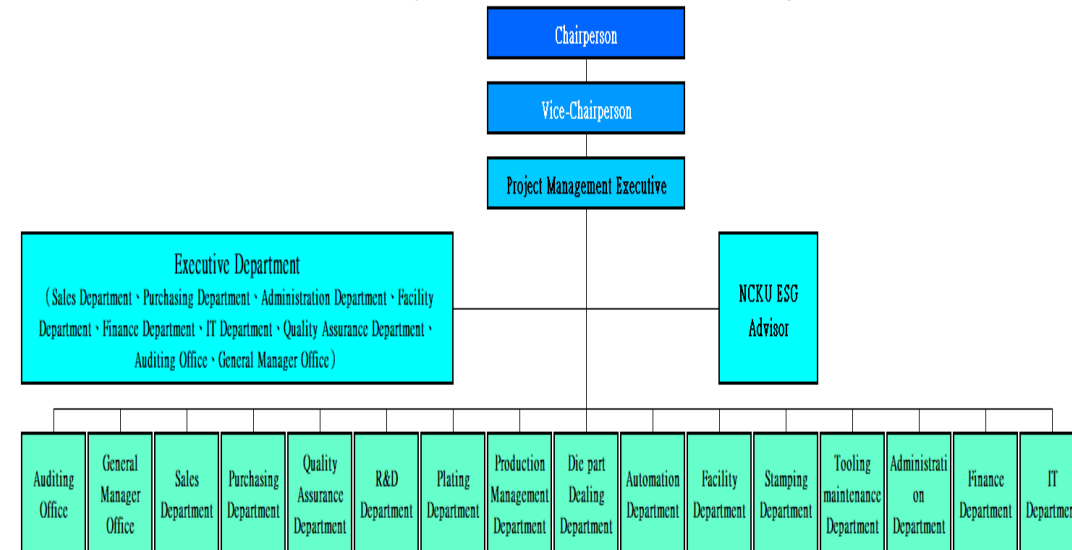 Chairperson
Vice-Chairperson
Project Management Executive
Executive Department
（Sales Department、Purchasing Department、Administration Department、Facility
Department、Finance Department、IT Department、Quality Assurance Department、
Auditing Office、General Manager Office）
NCKU ESG
Advisor
Auditing
Office
General
Manager
Office
Sales
Department
Purchasing
Department
Quality
Assurance
Department
R&D
Department
Plating
Department
Production
Management
Department
Die part
Dealing
Department
Automation
Department
Facility
Department
Stamping
Department
Tooling
maintenance
Department
Administrati
on
Department
Finance
Department
IT
Department